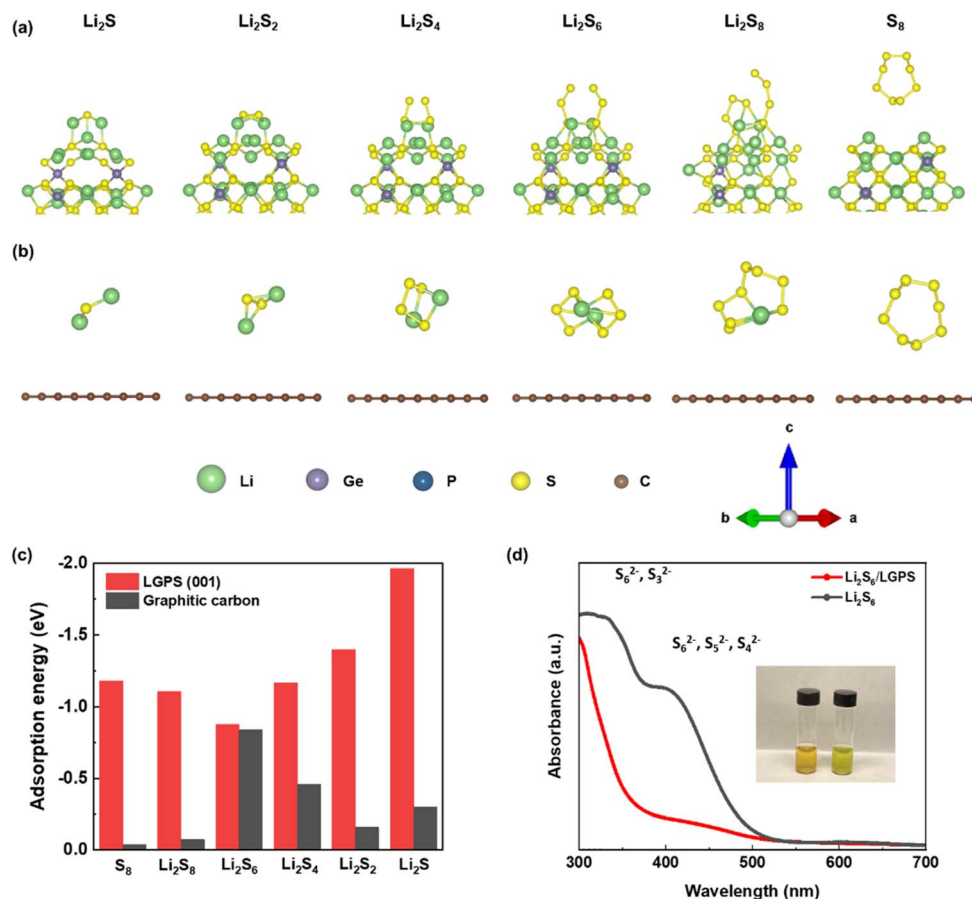 Li₂S Li₂S₂ Li₂S₄ Li₂S₆ Li₂S₈ S₈
(a)
(b)
c
b a
Li Ge P S C
(c)
-2.0
-1.5
-1.0
-0.5
0.0
Adsorption energy (eV)
LGPS (001)
Graphitic carbon
S₈ Li₂S₈ Li₂S₆ Li₂S₄ Li₂S₂ Li₂S
(d)
Absorbance (a.u.)
S₆²⁻, S₃²⁻
S₆²⁻, S₅²⁻, S₄²⁻
Li₂S₆/LGPS
Li₂S₆
300 400 500 600 700
Wavelength (nm)